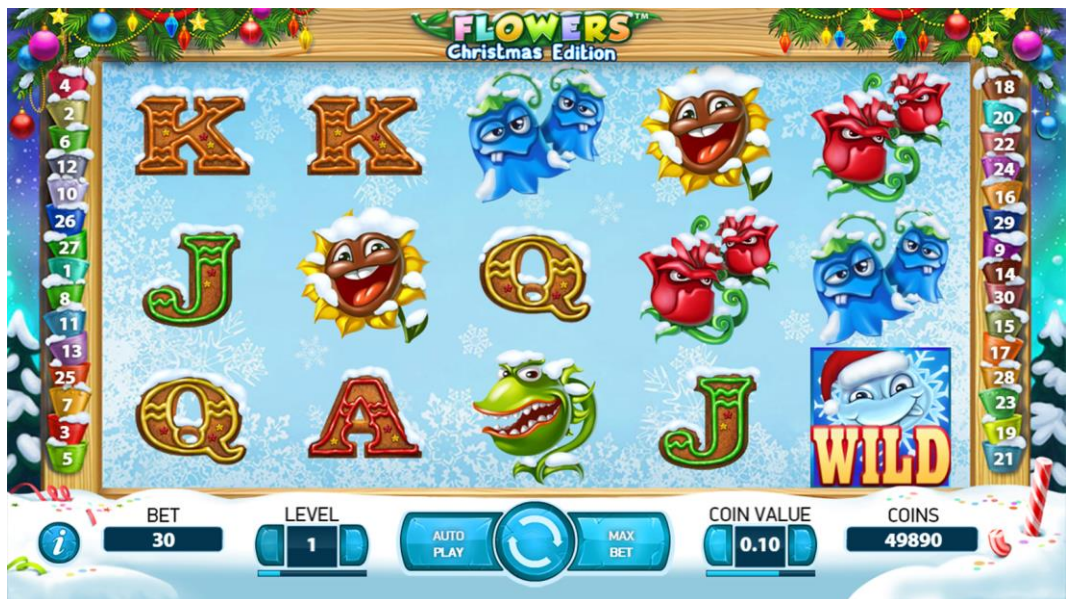 FLOWERS™
Christmas Edition
4
2
6
12
10
26
27
1
8
11
13
25
7
3
5
K K
J Q
Q A J WILD
18
20
22
24
16
29
9
14
30
15
17
28
23
19
21
BET
30
LEVEL
1
AUTO
PLAY
MAX
BET
COIN VALUE
0.10
COINS
49890
i